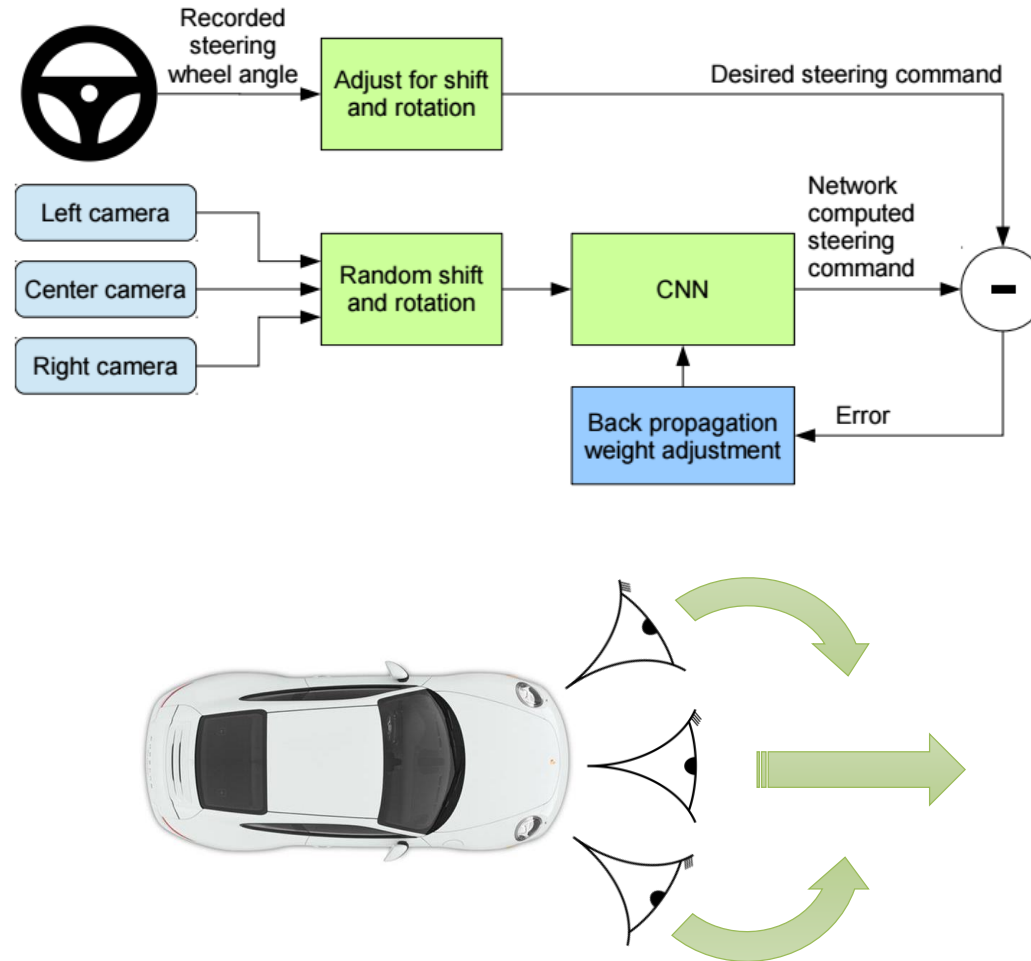 Recorded
steering
wheel angle
Adjust for shift
and rotation
Desired steering command
Left camera
Center camera
Right camera
Random shift
and rotation
CNN
Network
computed
steering
command
-
Back propagation
weight adjustment
Error